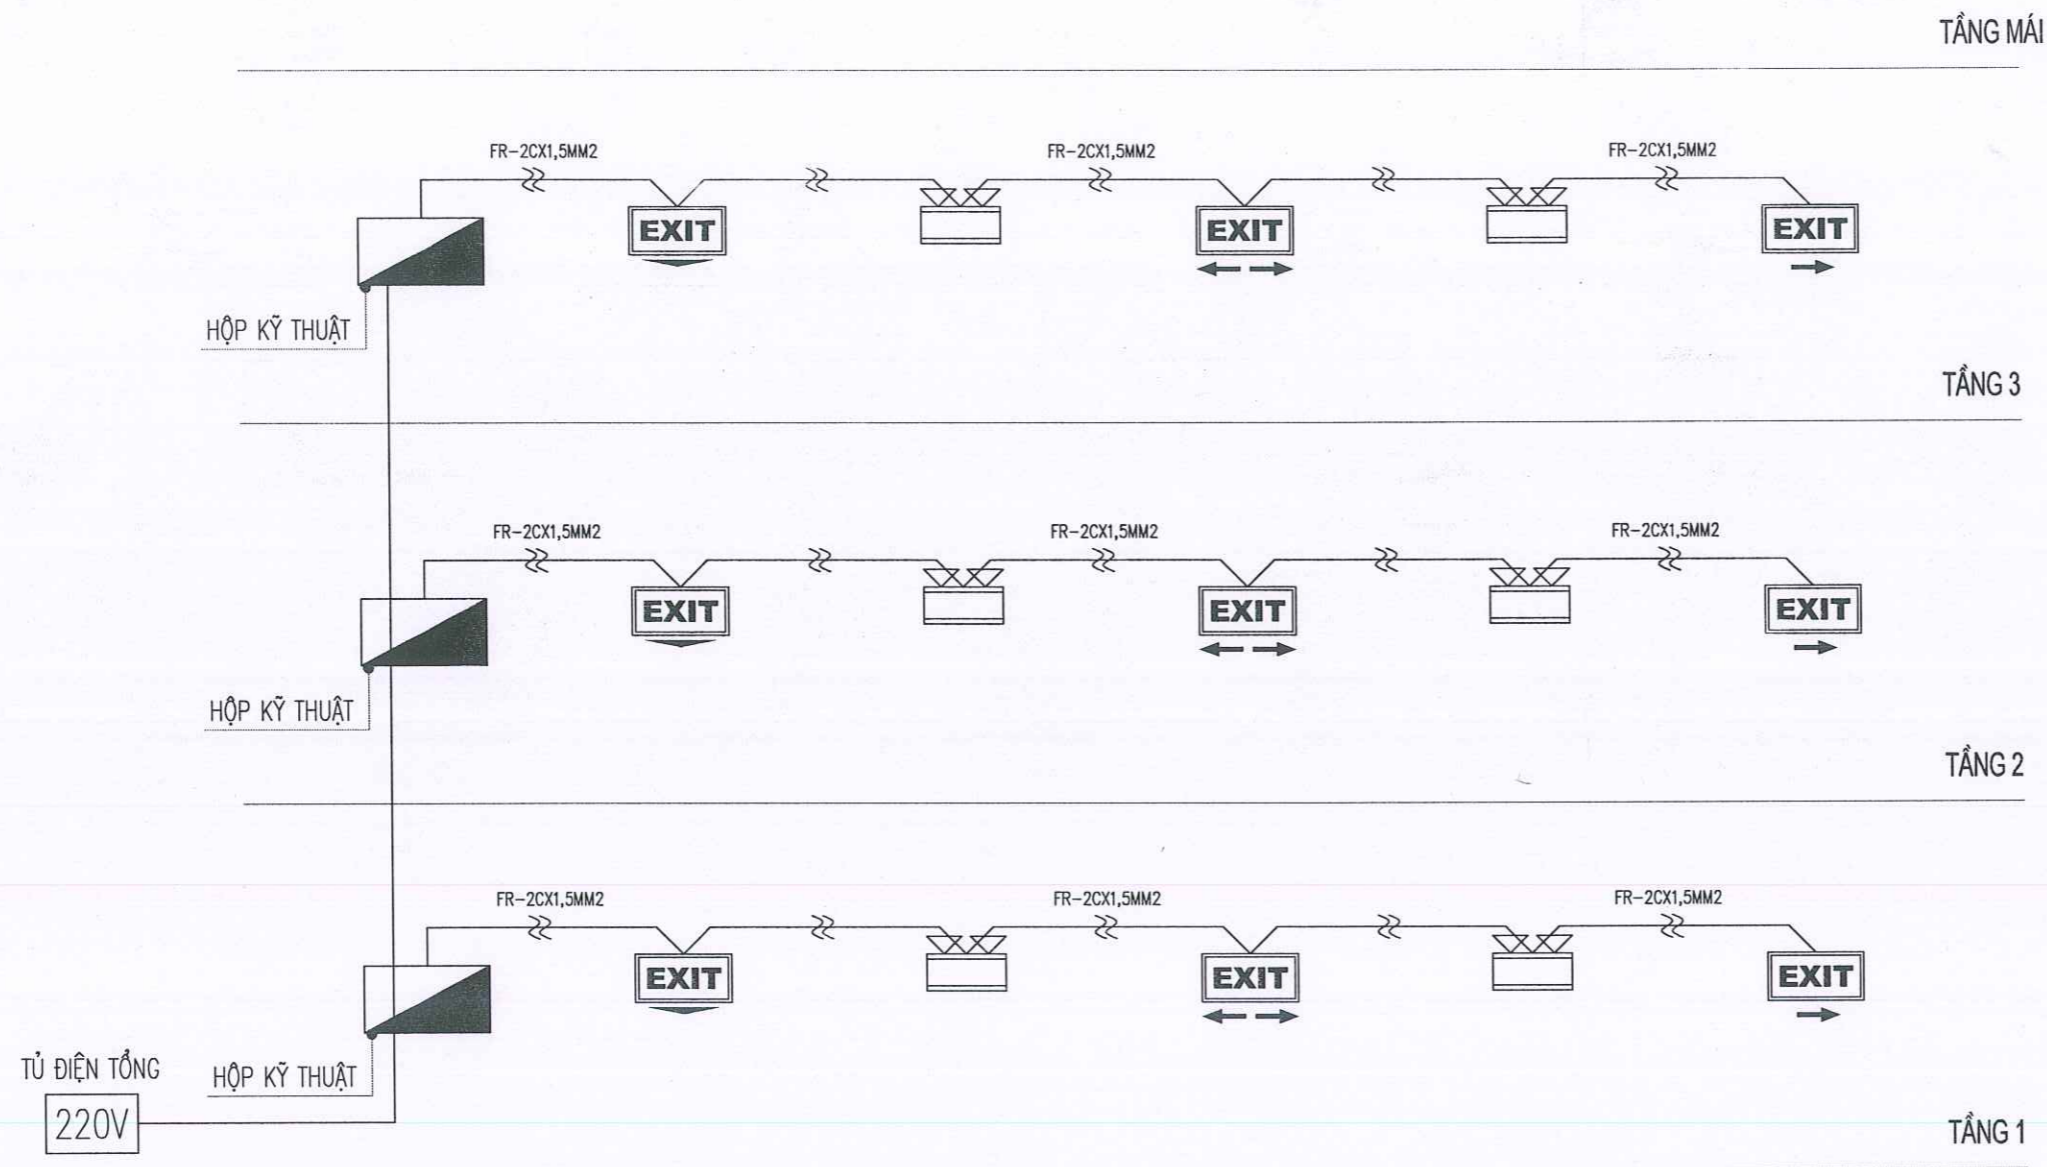 TẦNG MÁI
FR-2CX1,5MM2 FR-2CX1,5MM2 FR-2CX1,5MM2
EXIT EXIT EXIT
HỘP KỸ THUẬT
TẦNG 3
FR-2CX1,5MM2 FR-2CX1,5MM2 FR-2CX1,5MM2
EXIT EXIT EXIT
HỘP KỸ THUẬT
TẦNG 2
FR-2CX1,5MM2 FR-2CX1,5MM2 FR-2CX1,5MM2
EXIT EXIT EXIT
TỦ ĐIỆN TỔNG
HỘP KỸ THUẬT
220V
TẦNG 1